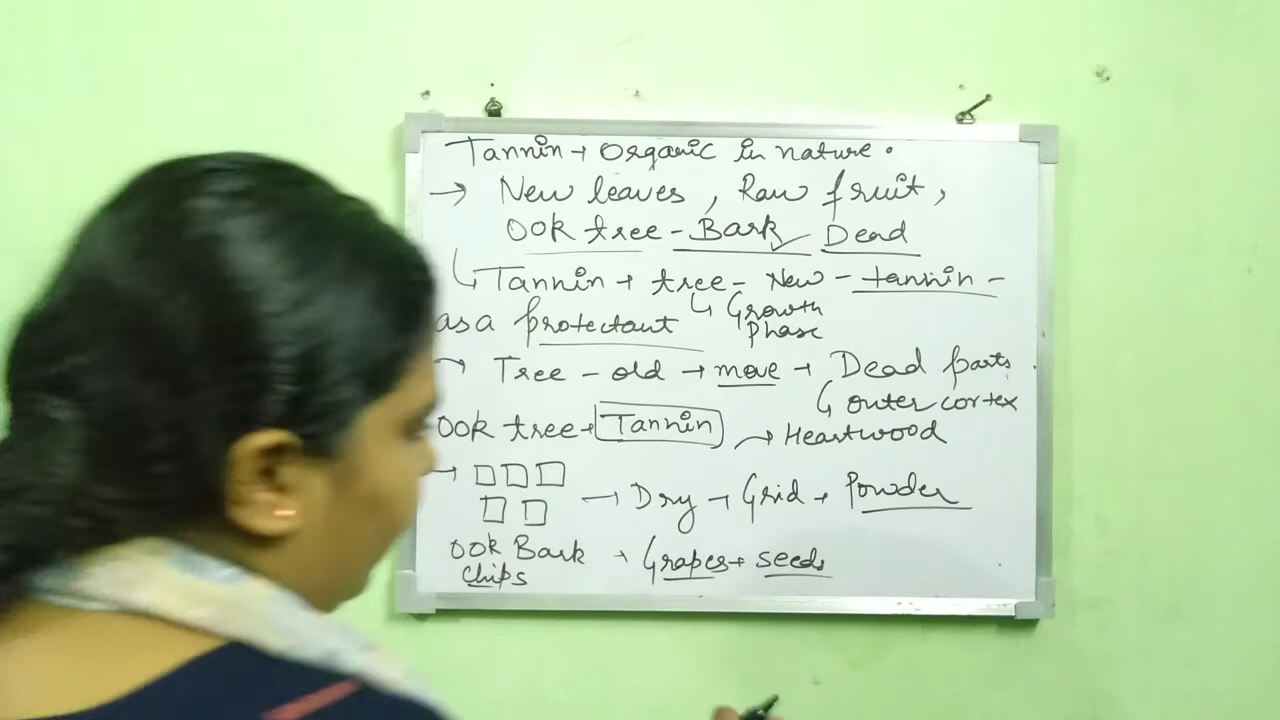 Tannin → Organic in nature.
→ New leaves, Raw fruit,
Ook tree - Bark ✓ Dead
↳ Tannin → tree - New - tannin -
as a protectant ↳ Growth
Phase
→ Tree - old → move → Dead parts
↳ outer cortex
Ook tree → Tannin → Heartwood
→ Dry → Grid → Powder
Ook Bark → Grapes → seeds
Chips